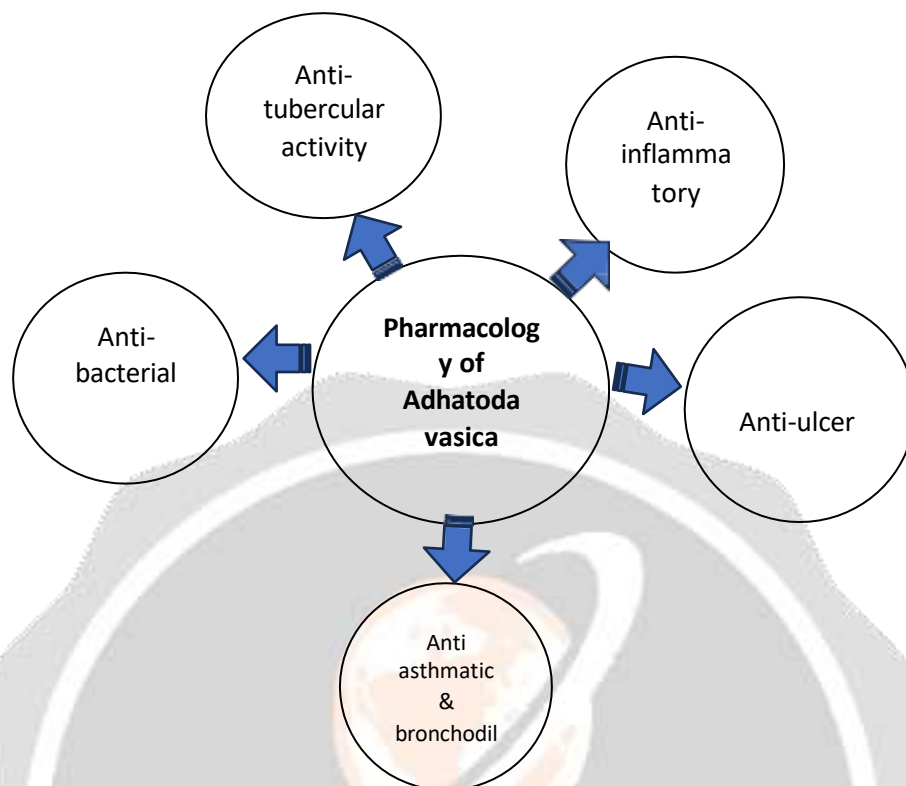 Anti-
tubercular
activity
Anti-
inflamma
tory
Anti-
bacterial
Pharmacolog
y of
Adhatoda
vasica
Anti-ulcer
Anti
asthmatic
&
bronchodil